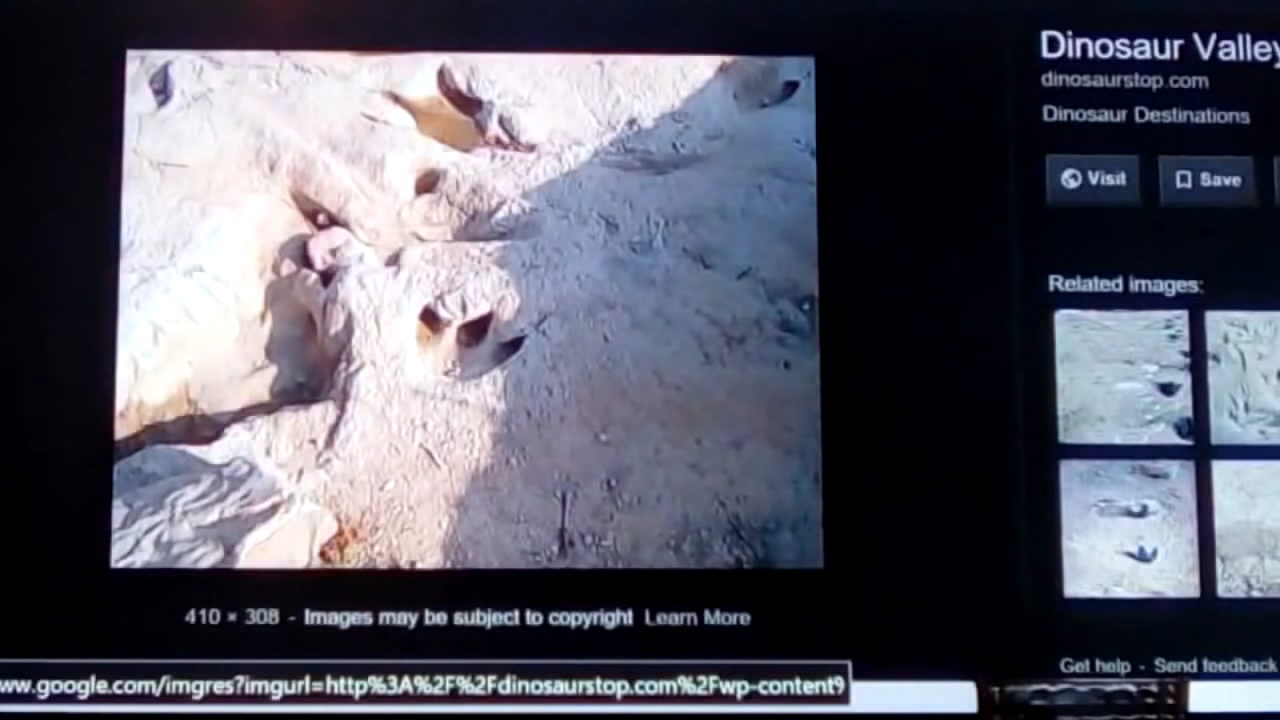 Dinosaur Valley
dinosaurstop.com
Dinosaur Destinations
Visit
Save
Related images:
410 × 308 - Images may be subject to copyright Learn More
Get help - Send feedback
ww.google.com/imgres?imgurl=http%3A%2F%2Fdinosaurstop.com%2Fwp-content%